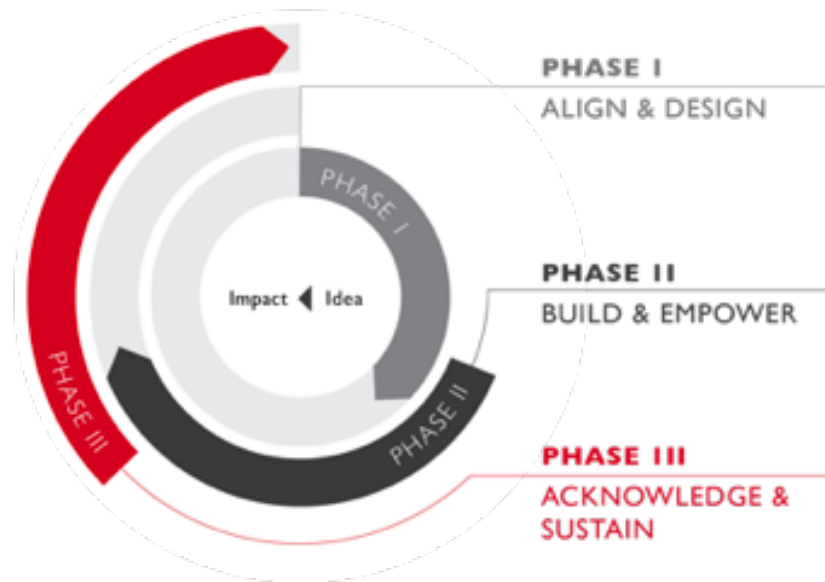 PHASE I
ALIGN & DESIGN
PHASE I
Impact Idea
PHASE II
BUILD & EMPOWER
PHASE II
PHASE III
PHASE III
ACKNOWLEDGE &
SUSTAIN